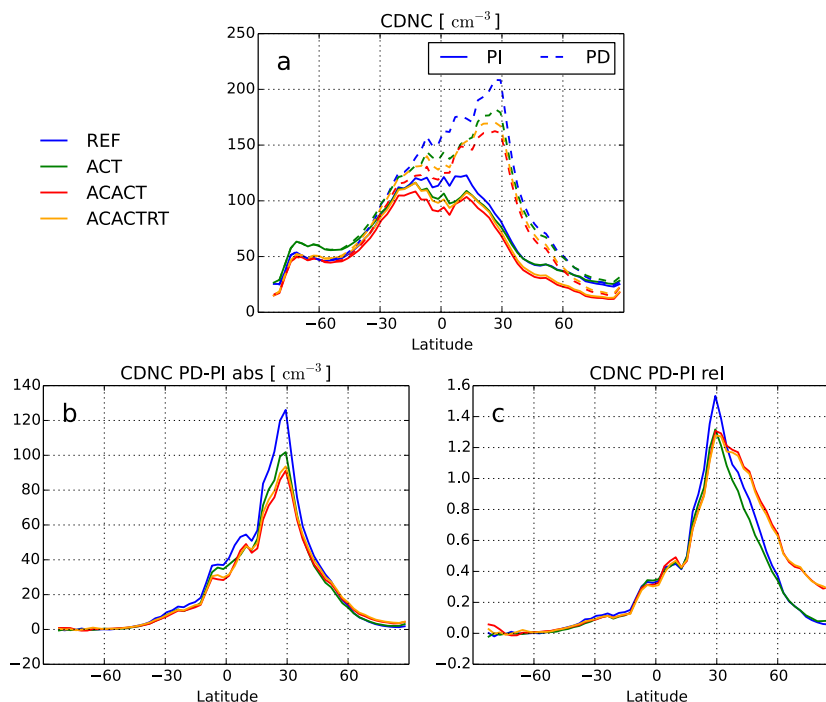 CDNC [ cm⁻³ ]
250
200
150
100
50
0
a
PI
PD
−60
−30
0
30
60
Latitude
REF
ACT
ACACT
ACACTRT
CDNC PD-PI abs [ cm⁻³ ]
140
120
100
80
60
40
20
0
−20
b
−60
−30
0
30
60
Latitude
CDNC PD-PI rel
1.6
1.4
1.2
1.0
0.8
0.6
0.4
0.2
0.0
−0.2
c
−60
−30
0
30
60
Latitude